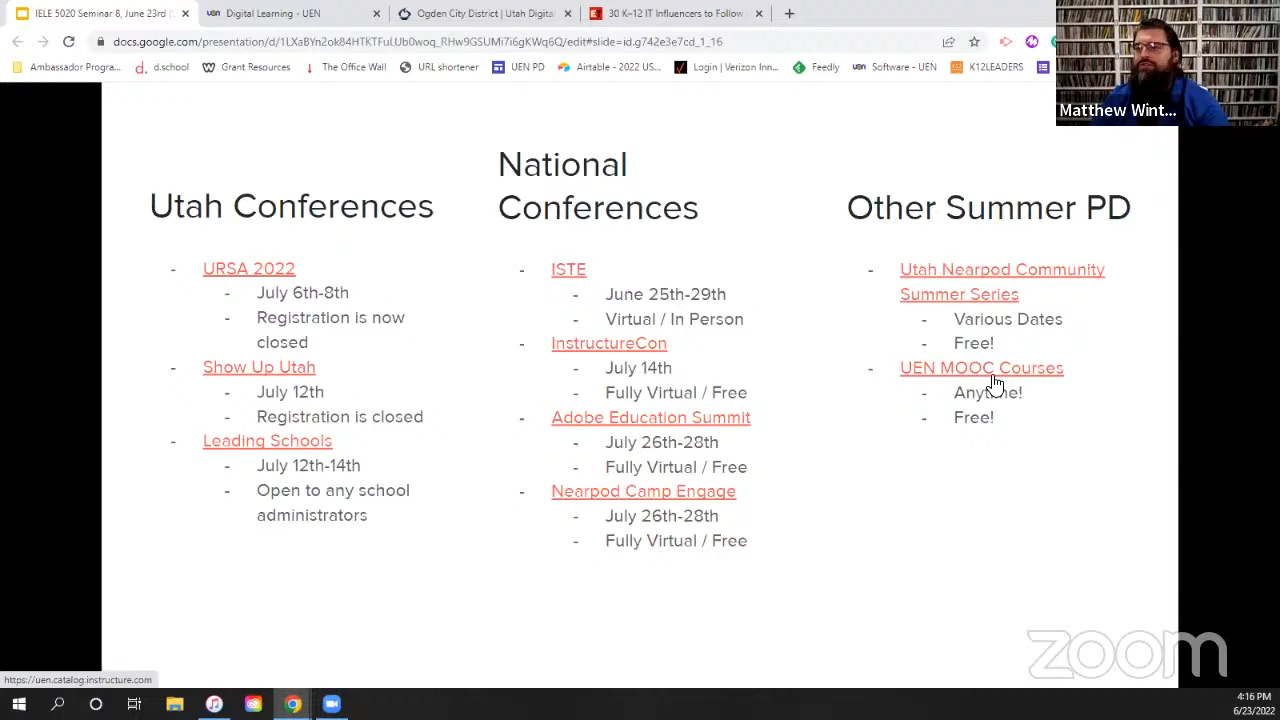 IELE 5020 Seminar 8, June 23rd
Digital Learning - UEN
Ogden City School - Utah Digita
30 K–12 IT Influencers to Follow
docs.google.com/presentation/d/
Ambassador Progra...
d.school
Grant Resources
The Office Wall
URL Shortener
UEN PD
Airtable - 2022 US...
Login | Verizon Inn...
Feedly
Software - UEN
K12LEADERS
Matthew Wint...
Utah Conferences
- URSA 2022
- July 6th-8th
- Registration is now
closed
- Show Up Utah
- July 12th
- Registration is closed
- Leading Schools
- July 12th-14th
- Open to any school
administrators
National
Conferences
- ISTE
- June 25th-29th
- Virtual / In Person
- InstructureCon
- July 14th
- Fully Virtual / Free
- Adobe Education Summit
- July 26th-28th
- Fully Virtual / Free
- Nearpod Camp Engage
- July 26th-28th
- Fully Virtual / Free
Other Summer PD
- Utah Nearpod Community
Summer Series
- Various Dates
- Free!
- UEN MOOC Courses
- Anytime!
- Free!
zoom
https://uen.catalog.instructure.com
4:16 PM
6/23/2022